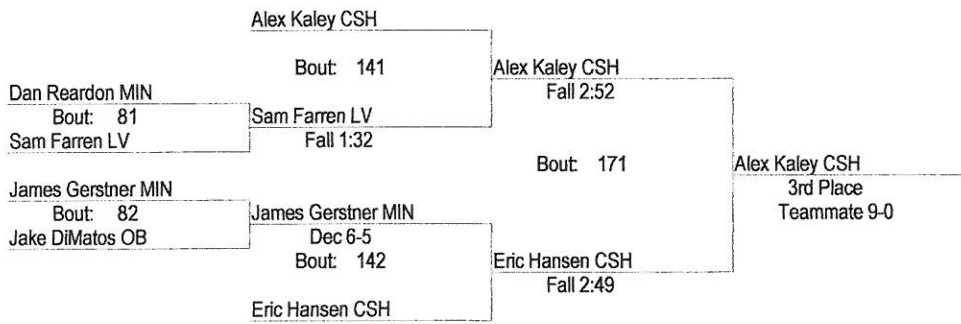 Alex Kaley CSH
Bout: 141
Alex Kaley CSH
Fall 2:52
Dan Reardon MIN
Bout: 81
Sam Farren LV
Sam Farren LV
Fall 1:32
Bout: 171
Alex Kaley CSH
3rd Place
Teammate 9-0
James Gerstner MIN
Bout: 82
Jake DiMatos OB
James Gerstner MIN
Dec 6-5
Bout: 142
Eric Hansen CSH
Fall 2:49
Eric Hansen CSH